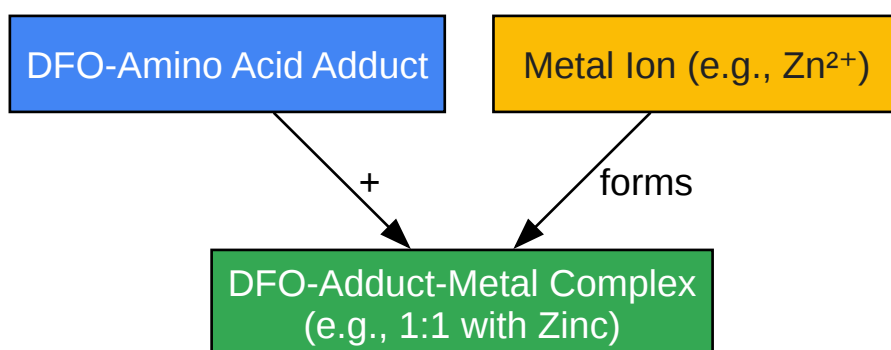 DFO-Amino Acid Adduct
Metal Ion (e.g., Zn²⁺)
+
forms
DFO-Adduct-Metal Complex
(e.g., 1:1 with Zinc)